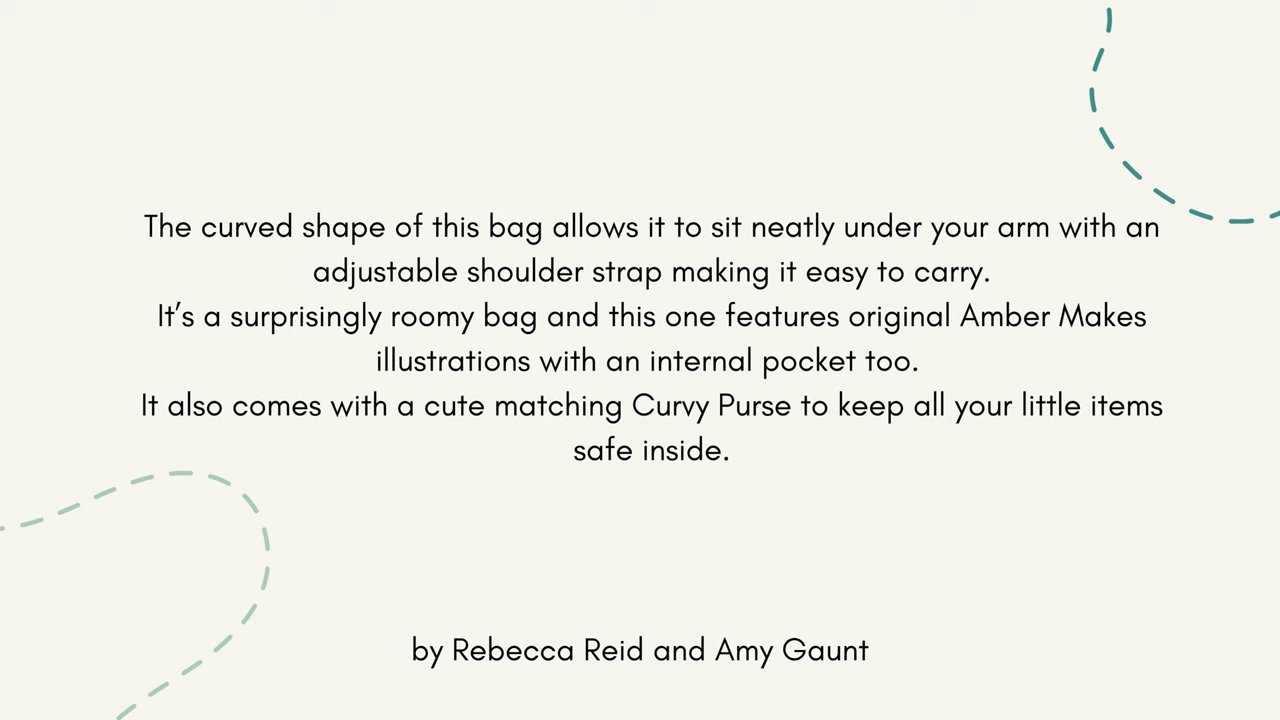 The curved shape of this bag allows it to sit neatly under your arm with an
adjustable shoulder strap making it easy to carry.
It’s a surprisingly roomy bag and this one features original Amber Makes
illustrations with an internal pocket too.
It also comes with a cute matching Curvy Purse to keep all your little items
safe inside.
by Rebecca Reid and Amy Gaunt